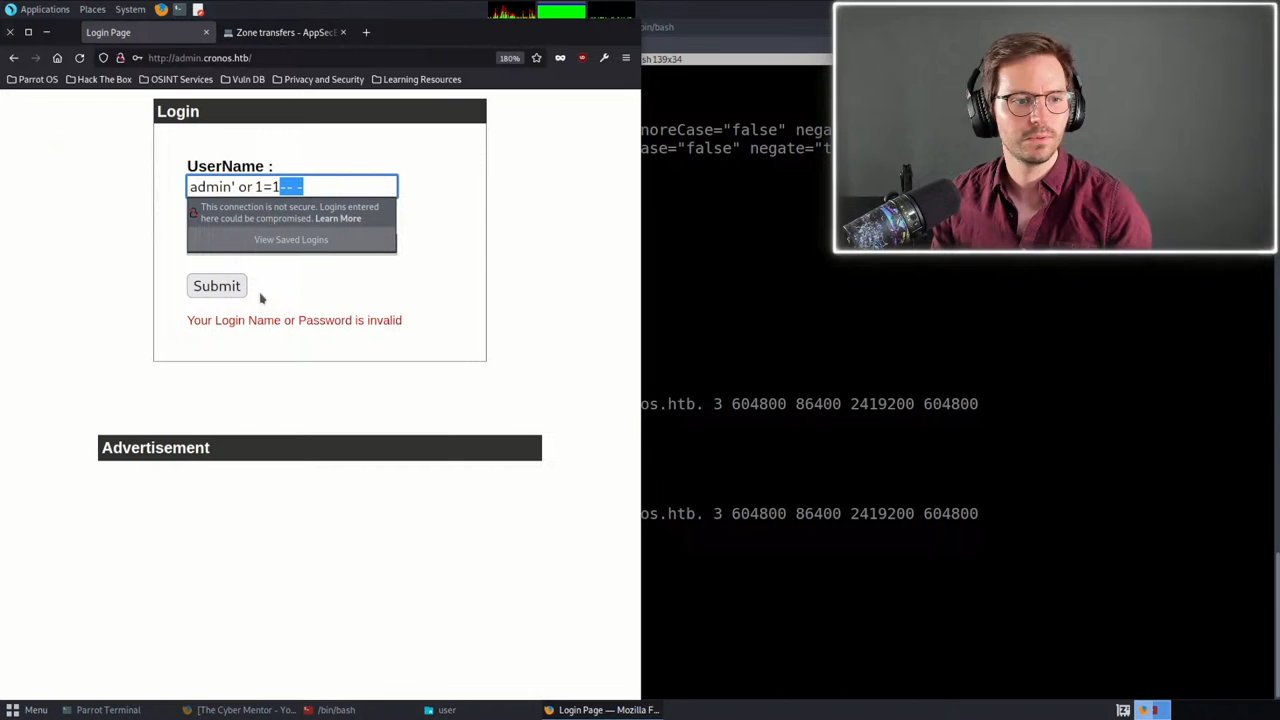 Applications Places System
Login Page
Zone transfers - AppSec
http://admin.cronos.htb/
180%
Parrot OS Hack The Box OSINT Services Vuln DB Privacy and Security Learning Resources
Login
UserName :
admin' or 1=1-- -
This connection is not secure. Logins entered
here could be compromised. Learn More
View Saved Logins
Submit
Your Login Name or Password is invalid
Advertisement
bin/bash
sh 139x34
noreCase="false" nega
ase="false" negate="t
os.htb. 3 604800 86400 2419200 604800
os.htb. 3 604800 86400 2419200 604800
Menu Parrot Terminal [The Cyber Mentor - Yo... /bin/bash user Login Page — Mozilla F...